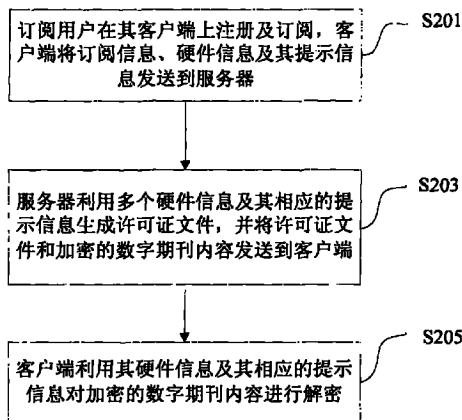 订阅用户在其客户端上注册及订阅，客
户端将订阅信息、硬件信息及其提示信
息发送到服务器
S201
服务器利用多个硬件信息及其相应的提
示信息生成许可证文件，并将许可证文
件和加密的数字期刊内容发送到客户端
S203
客户端利用其硬件信息及其相应的提示
信息对加密的数字期刊内容进行解密
S205